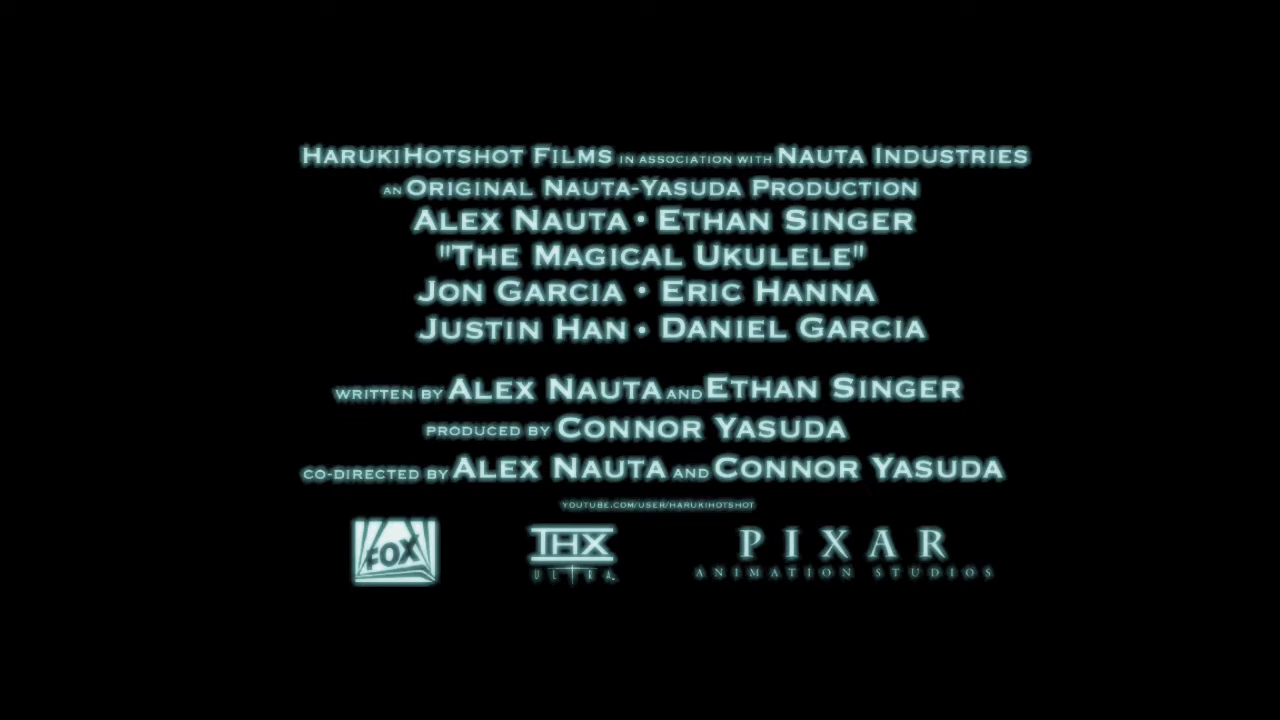 HarukiHotshot Films in association with Nauta Industries
an Original Nauta-Yasuda Production
Alex Nauta • Ethan Singer
"The Magical Ukulele"
Jon Garcia • Eric Hanna
Justin Han • Daniel Garcia
written by Alex Nauta and Ethan Singer
produced by Connor Yasuda
co-directed by Alex Nauta and Connor Yasuda
youtube.com/user/harukihotshot
FOX
THX
ULTRA
PIXAR
ANIMATION STUDIOS